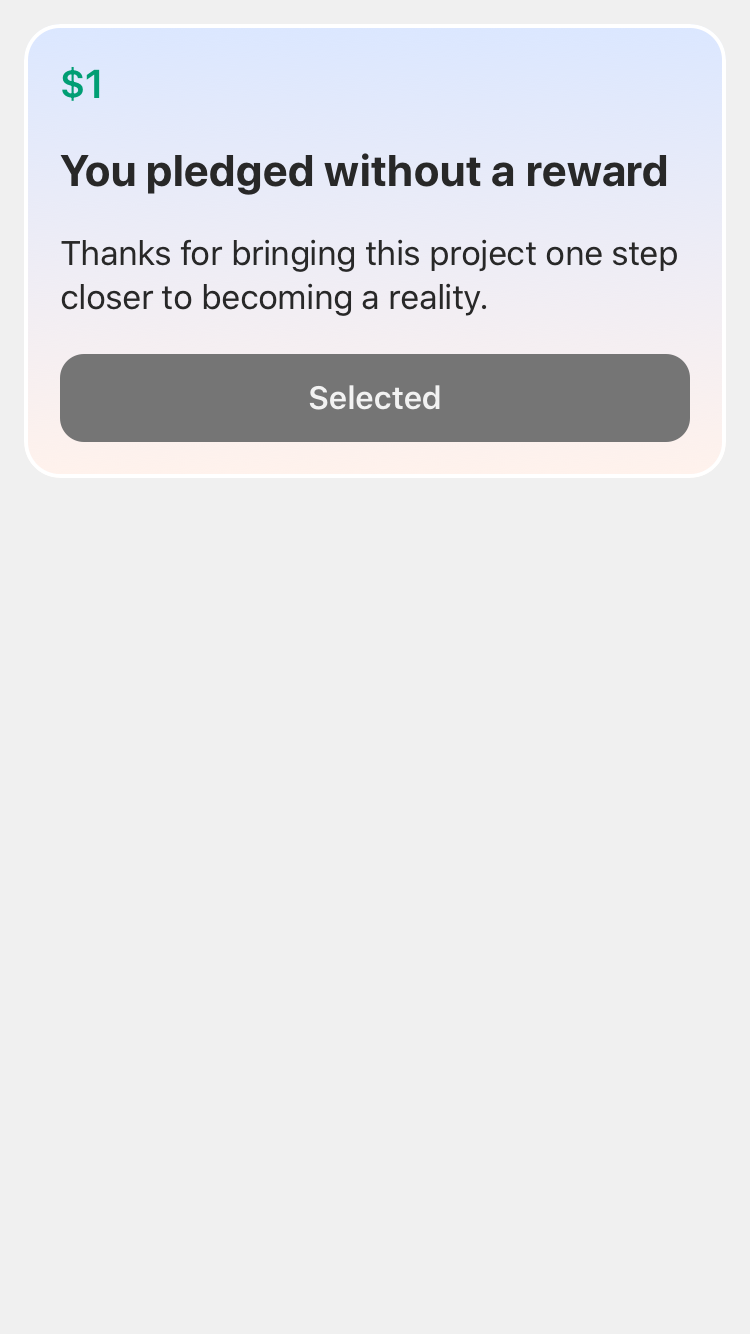 $1
You pledged without a reward
Thanks for bringing this project one step
closer to becoming a reality.
Selected